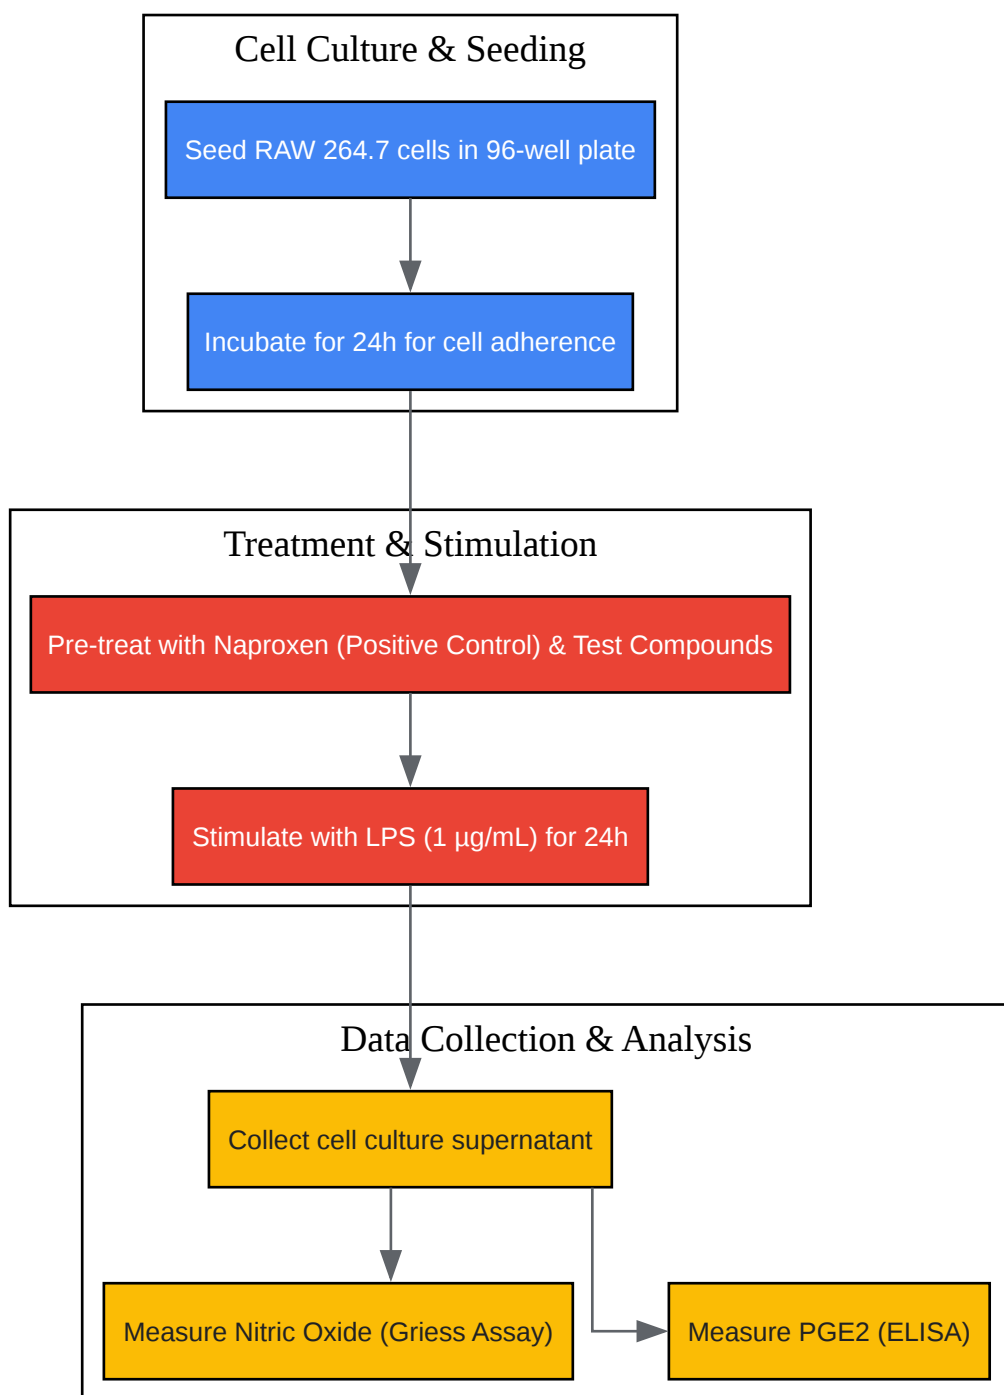 Cell Culture & Seeding
Seed RAW 264.7 cells in 96-well plate
Incubate for 24h for cell adherence
Treatment & Stimulation
Pre-treat with Naproxen (Positive Control) & Test Compounds
Stimulate with LPS (1 µg/mL) for 24h
Data Collection & Analysis
Collect cell culture supernatant
Measure Nitric Oxide (Griess Assay)
Measure PGE2 (ELISA)